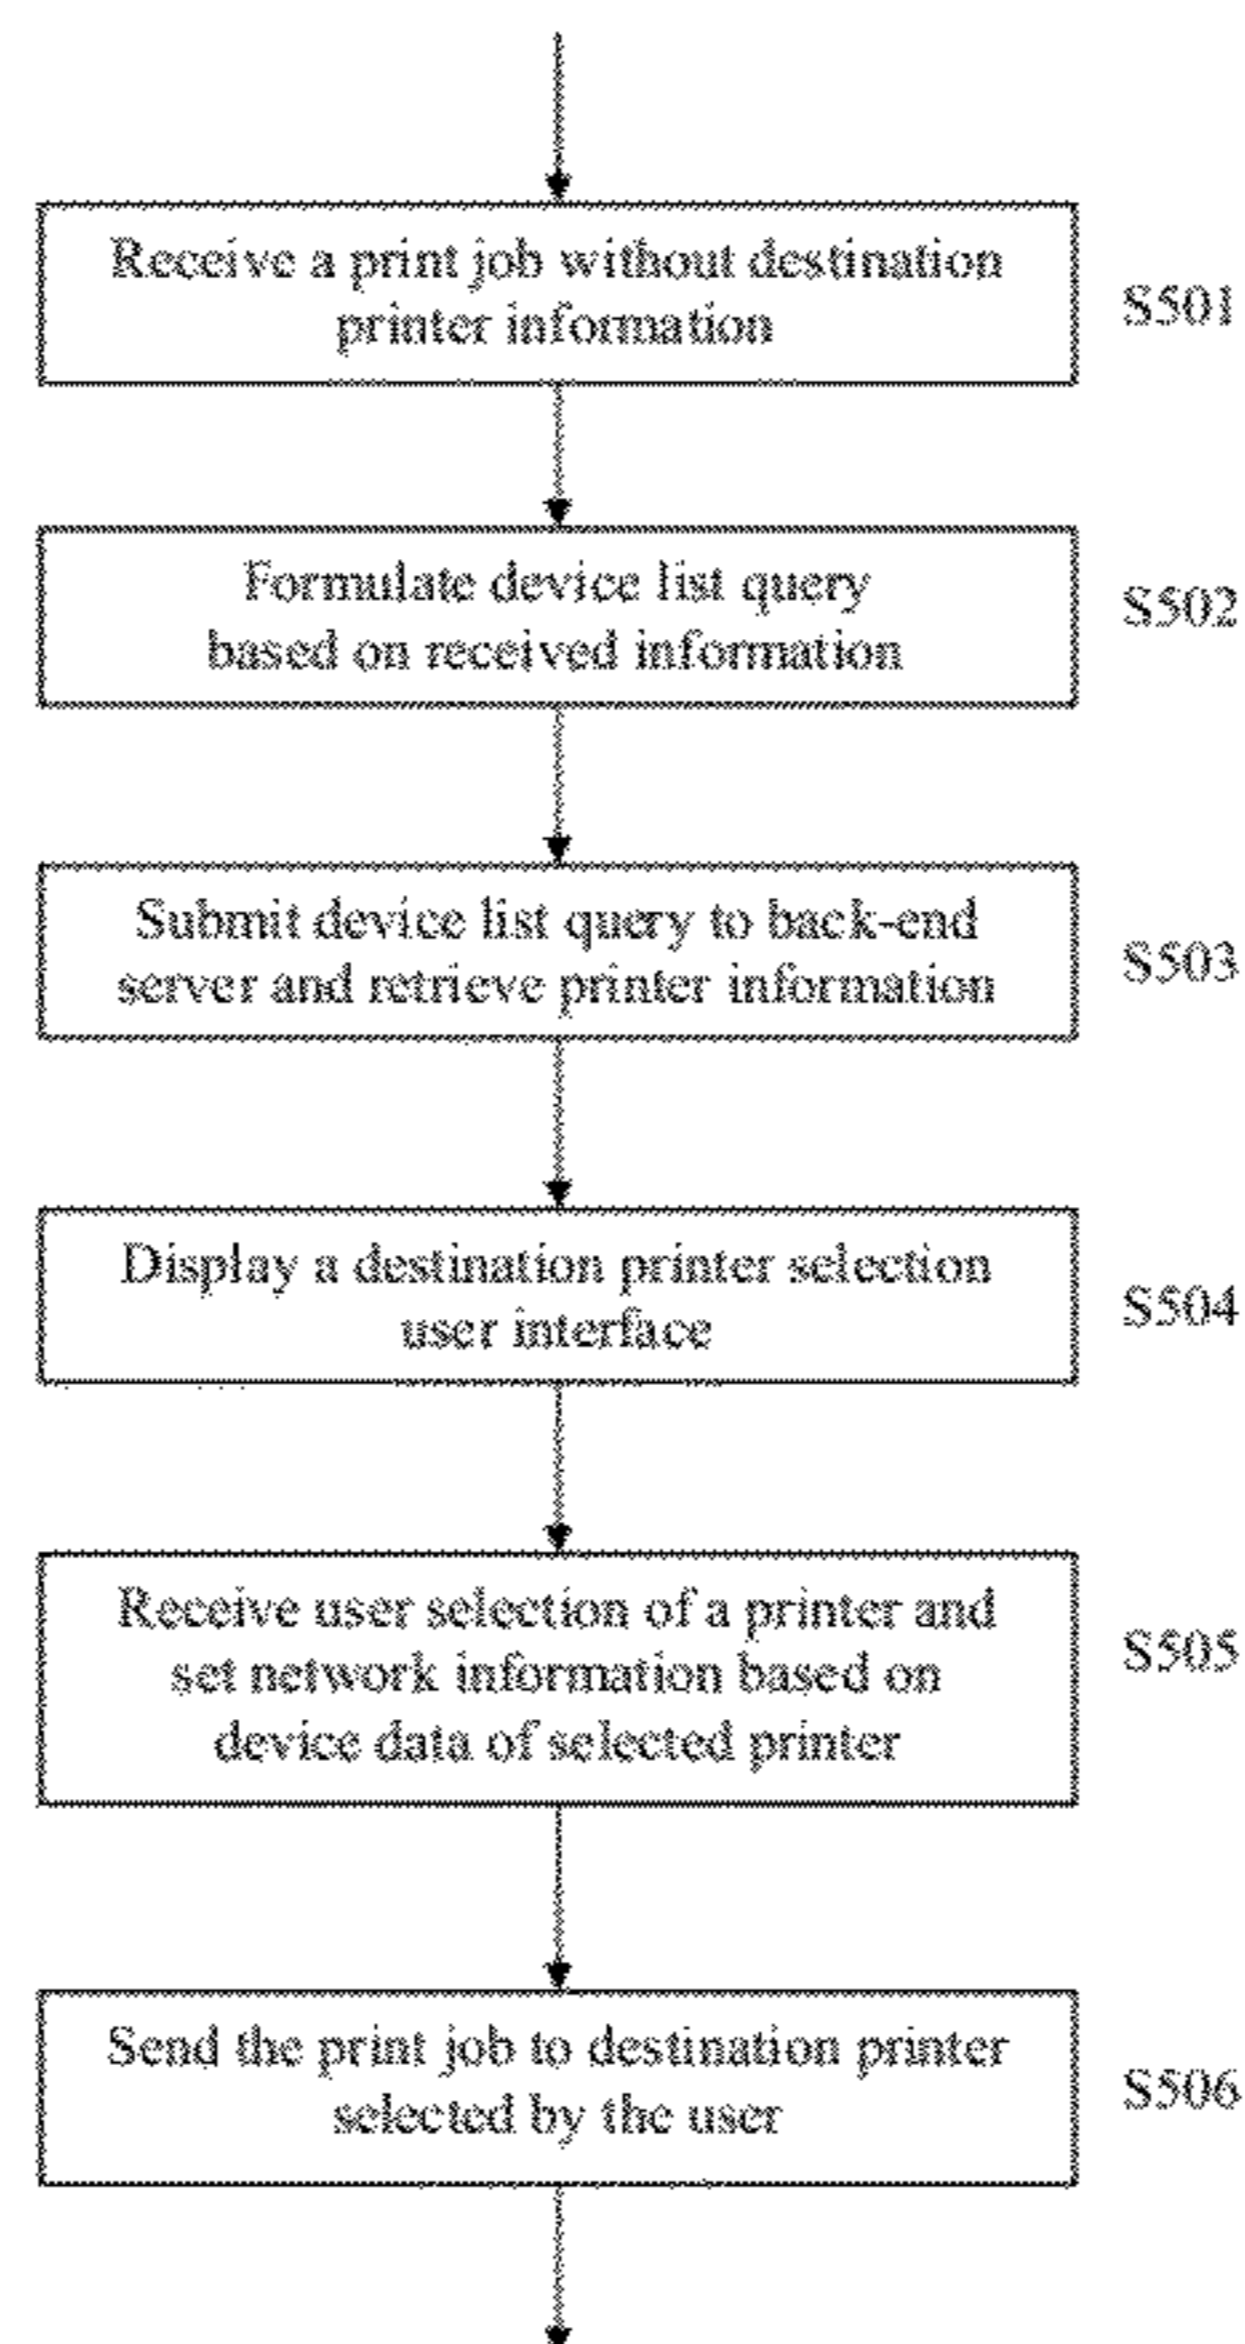 Receive a print job without destination
printer information
S501
Formulate device list query
based on received information
S502
Submit device list query to back-end
server and retrieve printer information
S503
Display a destination printer selection
user interface
S504
Receive user selection of a printer and
set network information based on
device data of selected printer
S505
Send the print job to destination printer
selected by the user
S506